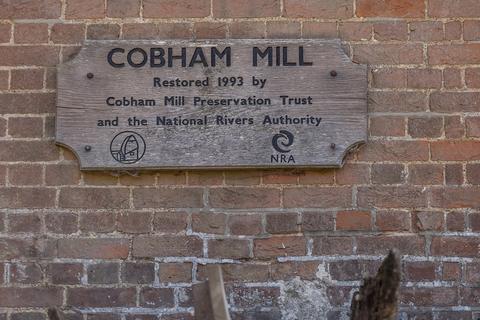 COBHAM MILL
Restored 1993 by
Cobham Mill Preservation Trust
and the National Rivers Authority
NRA